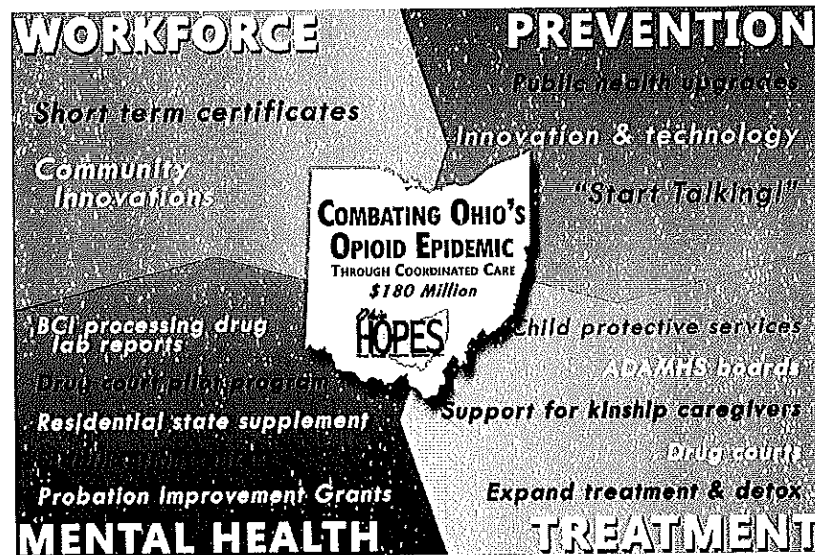 WORKFORCE
Short term certificates
Community
Innovations
PREVENTION
Public health upgrades
Innovation & technology
"Start Talking!"
COMBATING OHIO'S
OPIOID EPIDEMIC
THROUGH COORDINATED CARE
$180 Million
Ohio
HOPES
BCI processing drug
lab reports
Drug court pilot program
Residential state supplement
Probation Improvement Grants
MENTAL HEALTH
Child protective services
ADAMHS boards
Support for kinship caregivers
Drug courts
Expand treatment & detox
TREATMENT